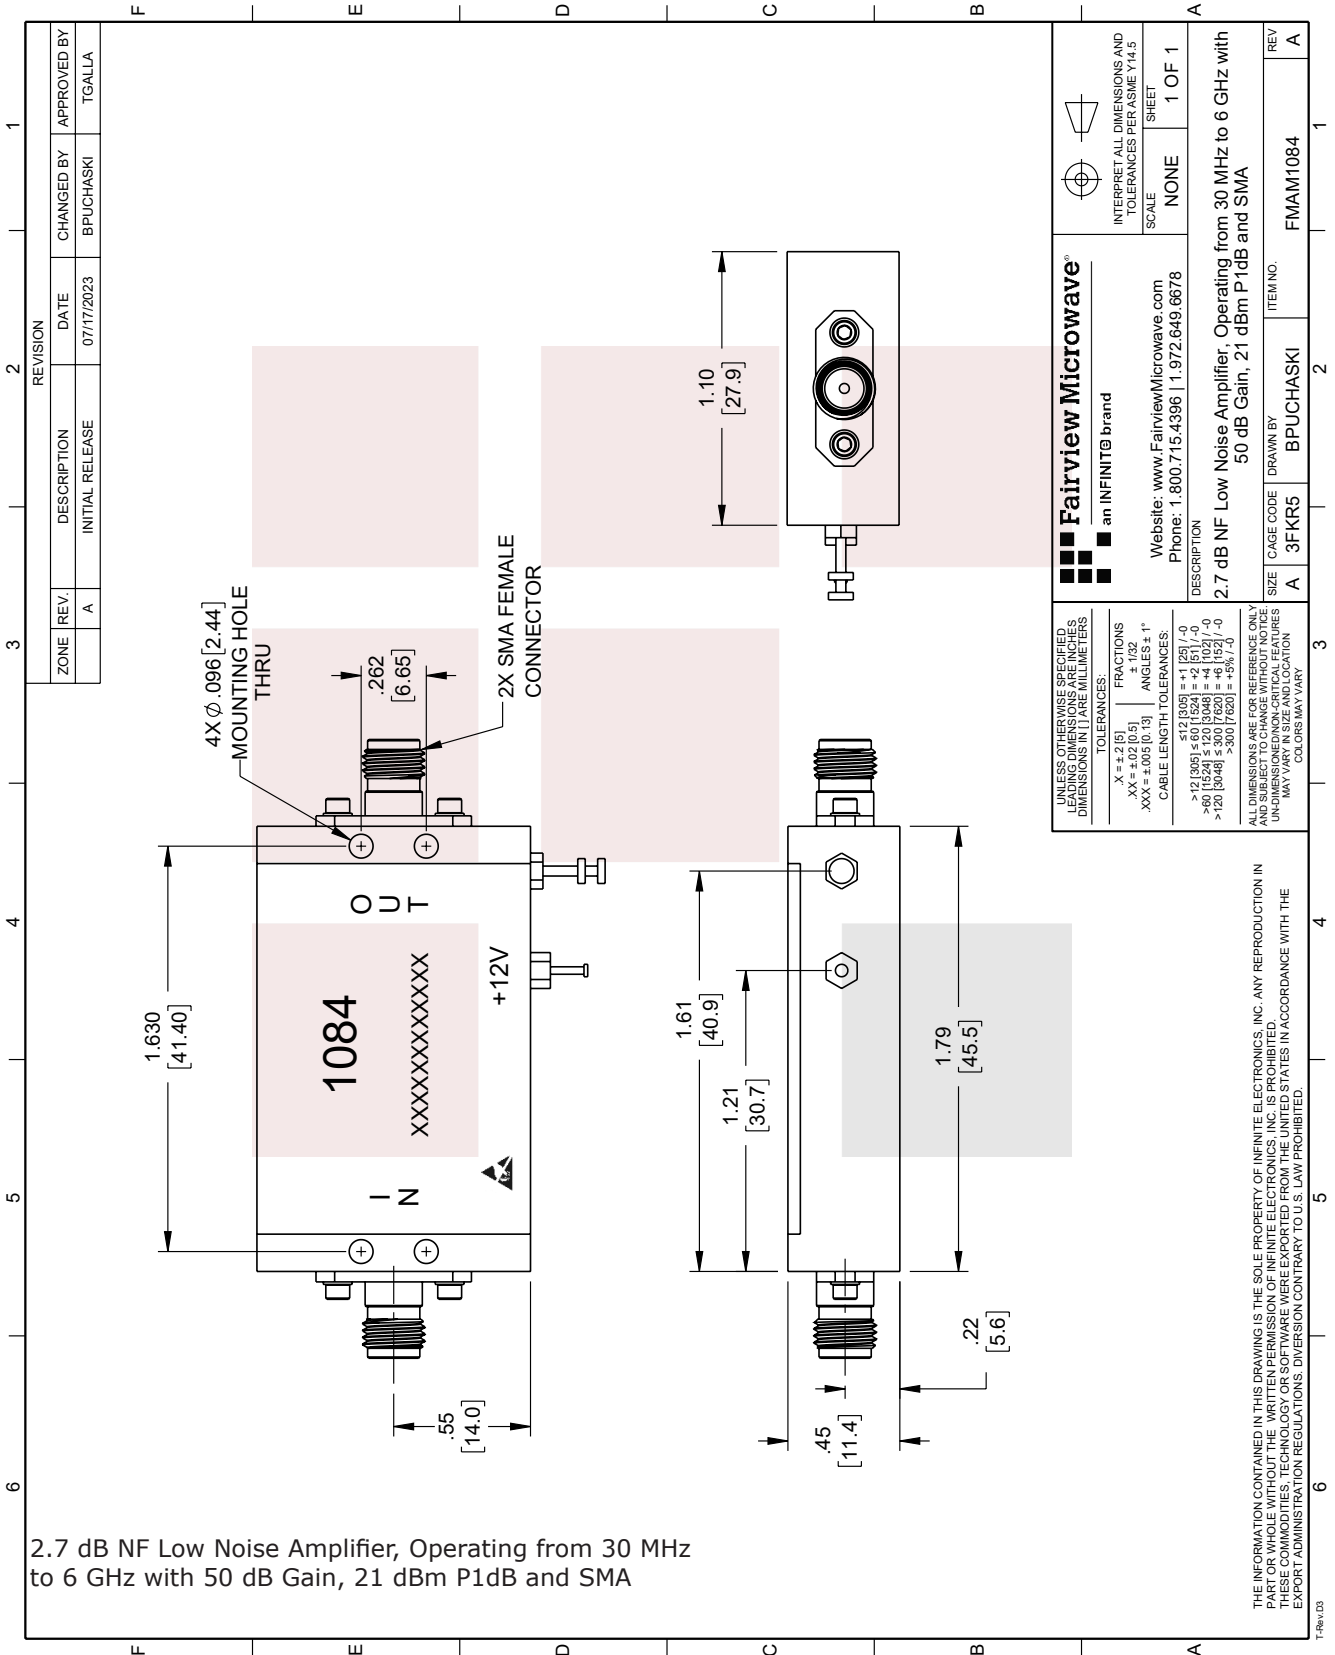 REVISION
ZONE REV. DESCRIPTION DATE CHANGED BY APPROVED BY
A INITIAL RELEASE 07/17/2023 BPUCHASKI TGALLA
6 5 4 3 2 1
F E D C B A
1.630
[41.40]
4X Ø.096[2.44]
MOUNTING HOLE
THRU
.262
[6.65]
2X SMA FEMALE
CONNECTOR
IN
OUT
1084
XXXXXXXXXXX
+12V
.55
[14.0]
1.10
[27.9]
1.61
[40.9]
1.21
[30.7]
1.79
[45.5]
.45
[11.4]
.22
[5.6]
UNLESS OTHERWISE SPECIFIED
LEADING DIMENSIONS ARE INCHES
DIMENSIONS IN [ ] ARE MILLIMETERS
TOLERANCES:
.X = ±.2 [5] FRACTIONS
.XX = ±.02 [0.5] ± 1/32
.XXX = ±.005 [0.13] ANGLES ± 1°
CABLE LENGTH TOLERANCES:
≤12 [305] = +1 [25] / -0
>12 [305] ≤ 60 [1524] = +2 [51] / -0
>60 [1524] ≤ 120 [3048] = +4 [102] / -0
>120 [3048] ≤ 300 [7620] = +6 [152] / -0
>300 [7620] = +5% / -0
ALL DIMENSIONS ARE FOR REFERENCE ONLY
AND SUBJECT TO CHANGE WITHOUT NOTICE.
UN-DIMENSIONED/NON-CRITICAL FEATURES
MAY VARY IN SIZE AND LOCATION
COLORS MAY VARY
Fairview Microwave®
an INFINITe brand
Website: www.FairviewMicrowave.com
Phone: 1.800.715.4396 | 1.972.649.6678
INTERPRET ALL DIMENSIONS AND
TOLERANCES PER ASME Y14.5
SCALE NONE
SHEET 1 OF 1
DESCRIPTION
2.7 dB NF Low Noise Amplifier, Operating from 30 MHz to 6 GHz with
50 dB Gain, 21 dBm P1dB and SMA
SIZE A
CAGE CODE 3FKR5
DRAWN BY BPUCHASKI
ITEM NO. FMAM1084
REV A
THE INFORMATION CONTAINED IN THIS DRAWING IS THE SOLE PROPERTY OF INFINITE ELECTRONICS, INC. ANY REPRODUCTION IN
PART OR WHOLE WITHOUT THE WRITTEN PERMISSION OF INFINITE ELECTRONICS, INC. IS PROHIBITED.
THESE COMMODITIES, TECHNOLOGY OR SOFTWARE WERE EXPORTED FROM THE UNITED STATES IN ACCORDANCE WITH THE
EXPORT ADMINISTRATION REGULATIONS. DIVERSION CONTRARY TO U.S. LAW PROHIBITED.
6 5 4 3 2 1
F E D C B A
T-Rev.D3
2.7 dB NF Low Noise Amplifier, Operating from 30 MHz
to 6 GHz with 50 dB Gain, 21 dBm P1dB and SMA